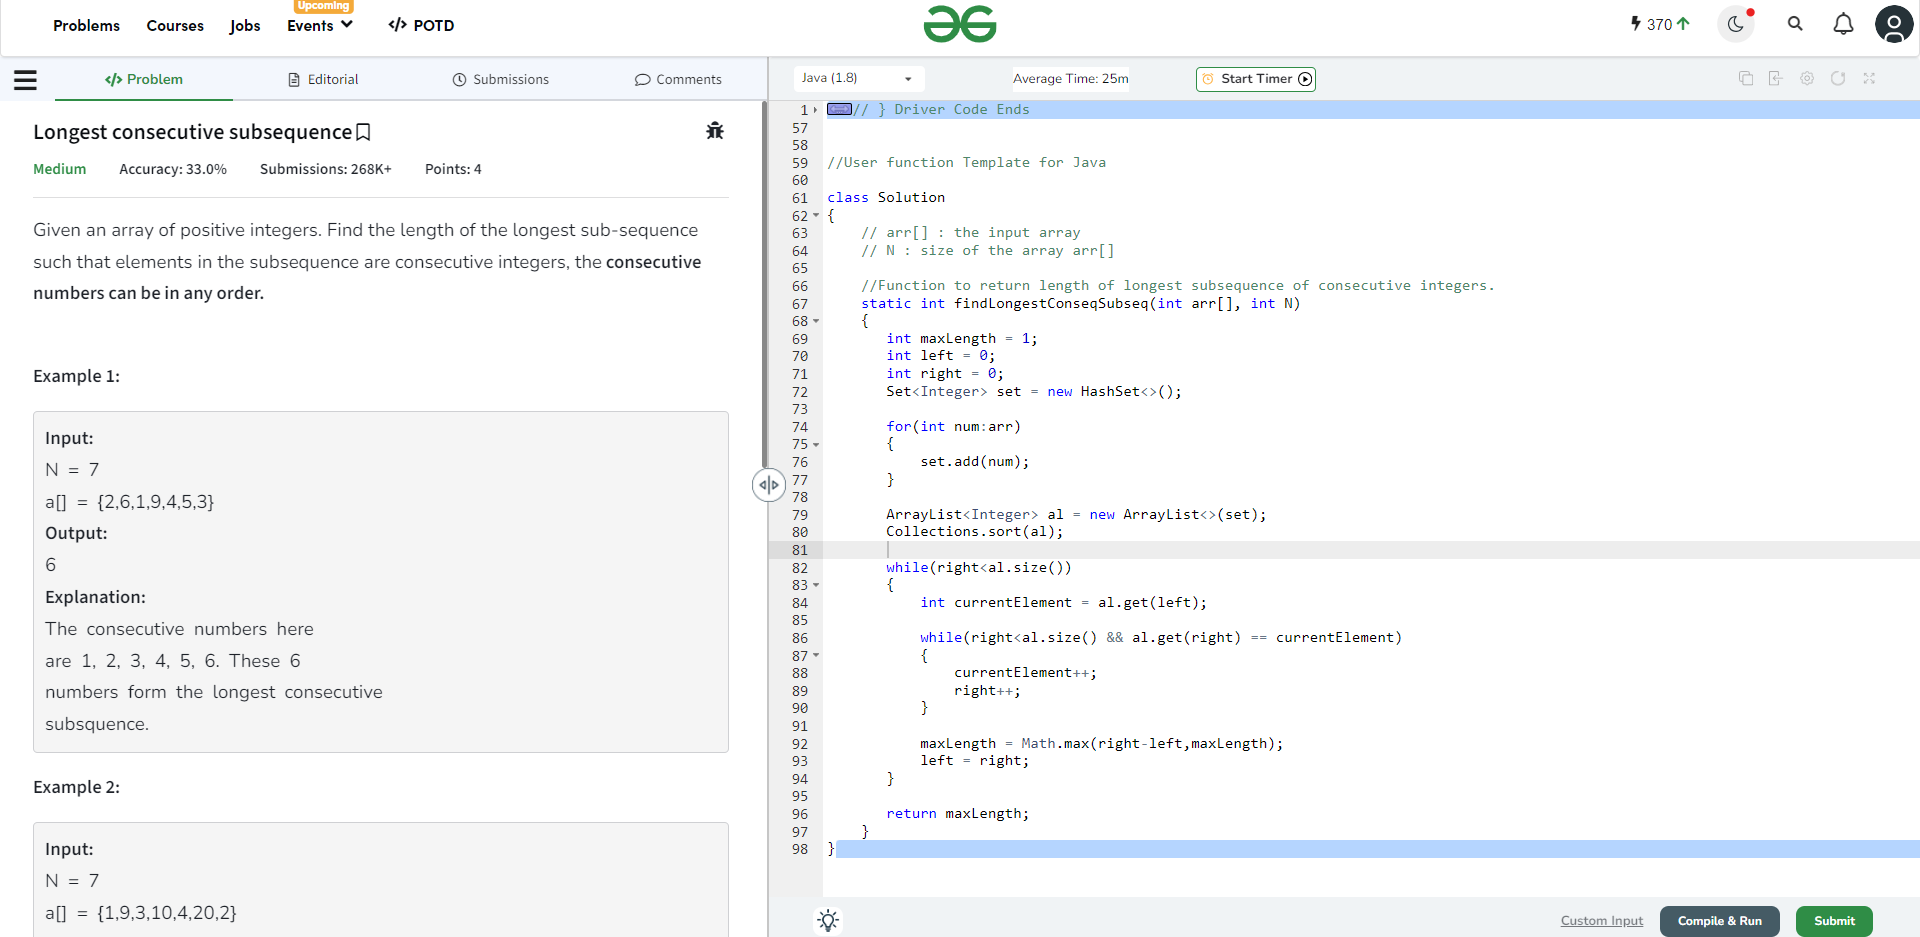 Problems Courses Jobs Upcoming Events </> POTD 370
</> Problem Editorial Submissions Comments
Longest consecutive subsequence
Medium Accuracy: 33.0% Submissions: 268K+ Points: 4
Given an array of positive integers. Find the length of the longest sub-sequence
such that elements in the subsequence are consecutive integers, the consecutive
numbers can be in any order.
Example 1:
Input:
N = 7
a[] = {2,6,1,9,4,5,3}
Output:
6
Explanation:
The consecutive numbers here
are 1, 2, 3, 4, 5, 6. These 6
numbers form the longest consecutive
subsquence.
Example 2:
Input:
N = 7
a[] = {1,9,3,10,4,20,2}
Java (1.8) Average Time: 25m Start Timer
1 // } Driver Code Ends
57
58
59 //User function Template for Java
60
61 class Solution
62 {
63 // arr[] : the input array
64 // N : size of the array arr[]
65
66 //Function to return length of longest subsequence of consecutive integers.
67 static int findLongestConseqSubseq(int arr[], int N)
68 {
69 int maxLength = 1;
70 int left = 0;
71 int right = 0;
72 Set<Integer> set = new HashSet<>();
73
74 for(int num:arr)
75 {
76 set.add(num);
77 }
78
79 ArrayList<Integer> al = new ArrayList<>(set);
80 Collections.sort(al);
81
82 while(right<al.size())
83 {
84 int currentElement = al.get(left);
85
86 while(right<al.size() && al.get(right) == currentElement)
87 {
88 currentElement++;
89 right++;
90 }
91
92 maxLength = Math.max(right-left,maxLength);
93 left = right;
94 }
95
96 return maxLength;
97 }
98 }
Custom Input Compile & Run Submit